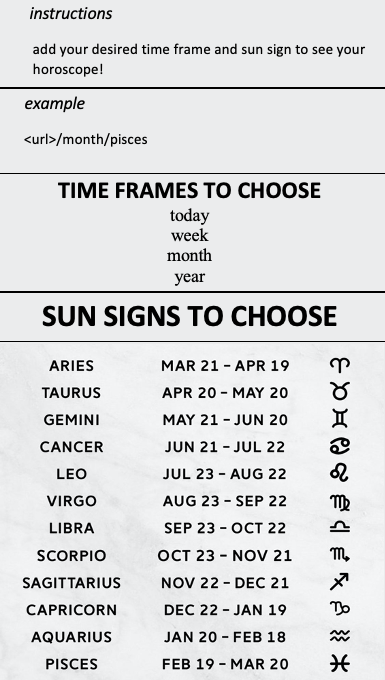 instructions
add your desired time frame and sun sign to see your
horoscope!
example
<url>/month/pisces
TIME FRAMES TO CHOOSE
today
week
month
year
SUN SIGNS TO CHOOSE
ARIES MAR 21 – APR 19 ♈
TAURUS APR 20 – MAY 20 ♉
GEMINI MAY 21 – JUN 20 ♊
CANCER JUN 21 – JUL 22 ♋
LEO JUL 23 – AUG 22 ♌
VIRGO AUG 23 – SEP 22 ♍
LIBRA SEP 23 – OCT 22 ♎
SCORPIO OCT 23 – NOV 21 ♏
SAGITTARIUS NOV 22 – DEC 21 ♐
CAPRICORN DEC 22 – JAN 19 ♑
AQUARIUS JAN 20 – FEB 18 ♒
PISCES FEB 19 – MAR 20 ♓